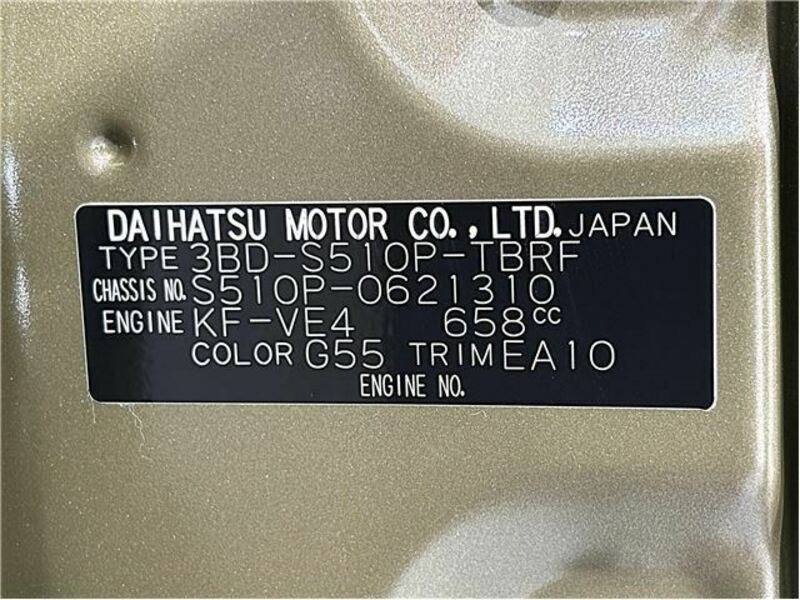 DAIHATSU MOTOR CO., LTD. JAPAN
TYPE 3BD-S510P-TBRF
CHASSIS NO. S510P-0621310
ENGINE KF-VE4 658cc
COLOR G55 TRIM EA10
ENGINE NO.